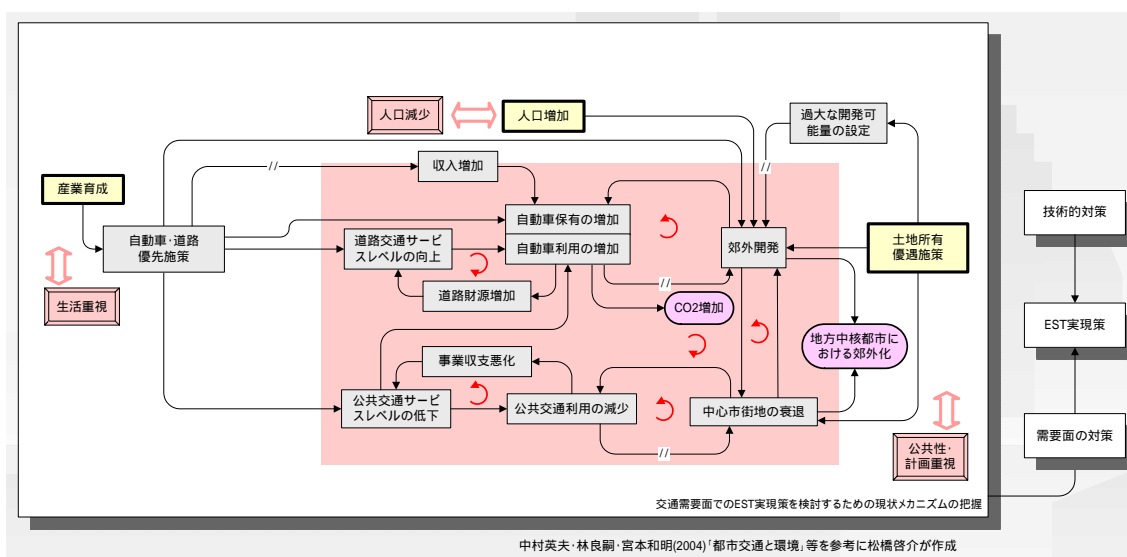 人口減少
人口増加
過大な開発可
能量の設定
//
収入増加
//
産業育成
自動車保有の増加
技術的対策
自動車・道路
優先施策
道路交通サービ
スレベルの向上
自動車利用の増加
郊外開発
土地所有
優遇施策
//
生活重視
道路財源増加
CO2増加
EST実現策
地方中核都市に
おける郊外化
事業収支悪化
公共交通サービ
スレベルの低下
公共交通利用の減少
中心市街地の衰退
需要面の対策
//
公共性・
計画重視
交通需要面でのEST実現策を検討するための現状メカニズムの把握
中村英夫・林良嗣・宮本和明(2004)「都市交通と環境」等を参考に松橋啓介が作成